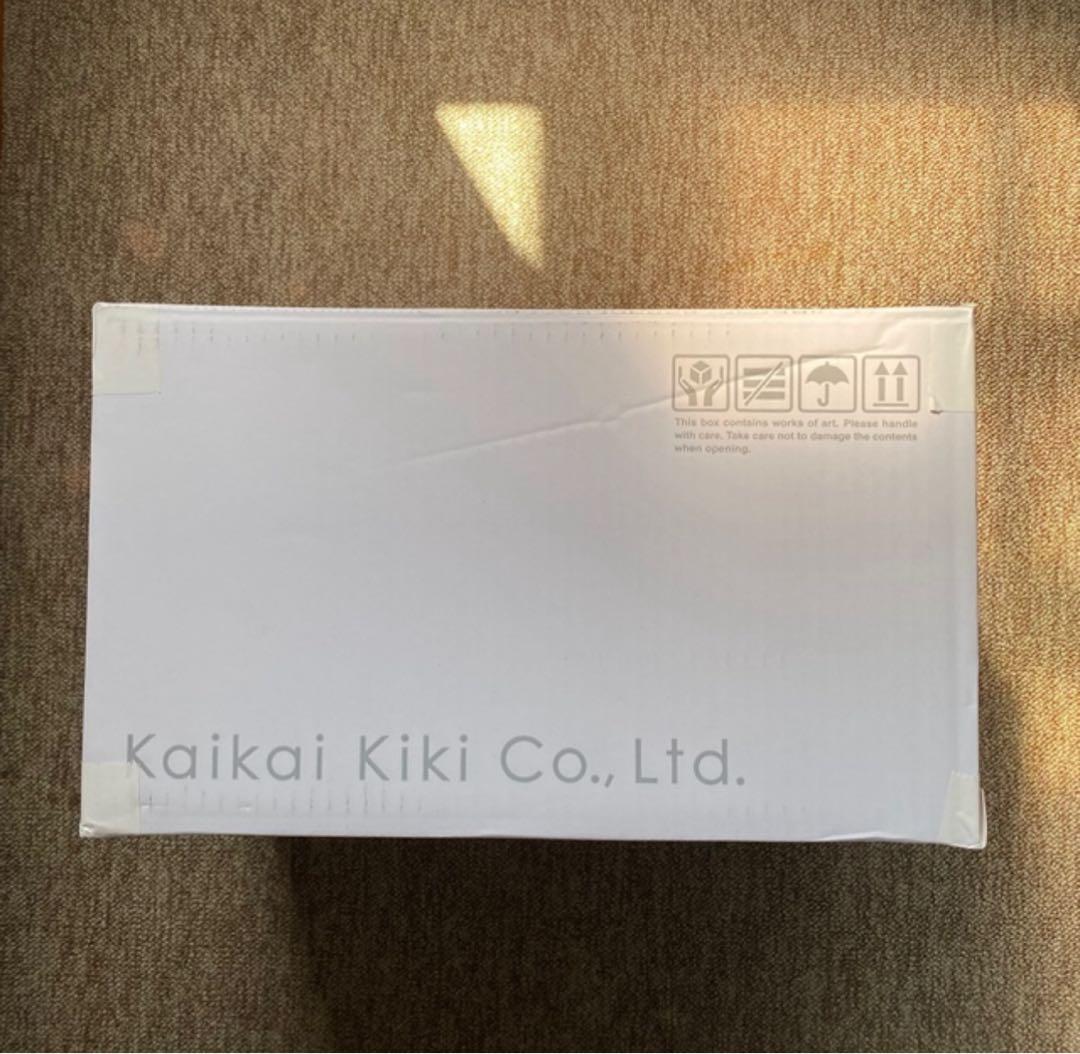 This box contains works of art. Please handle
with care. Take care not to damage the contents
when opening.
Kaikai Kiki Co., Ltd.